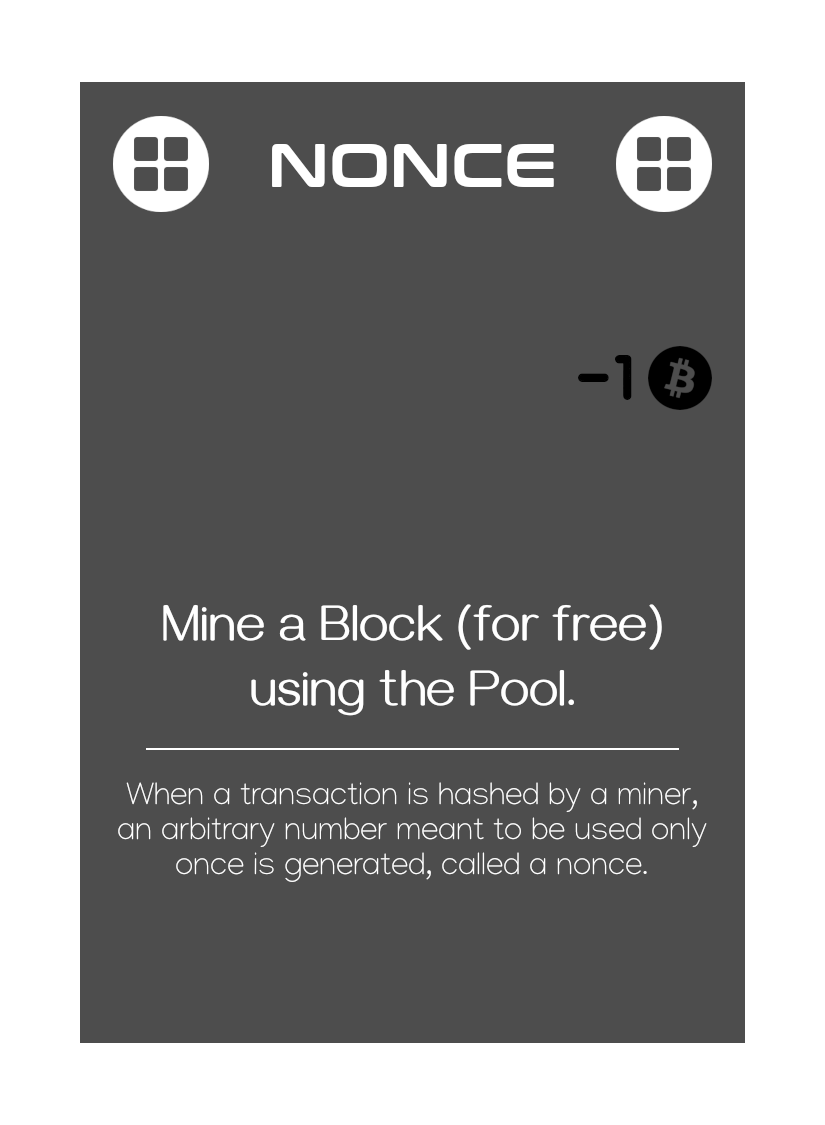 NONCE
-1
Mine a Block (for free)
using the Pool.
When a transaction is hashed by a miner,
an arbitrary number meant to be used only
once is generated, called a nonce.